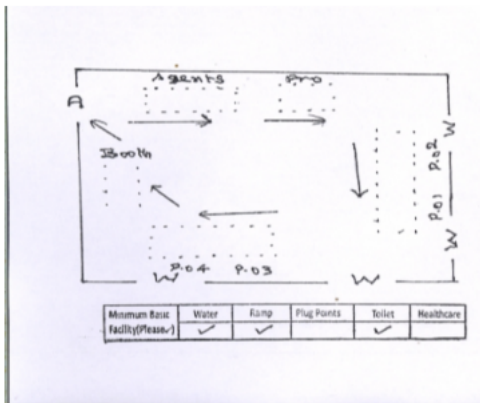 Agents Pro
D
W
Booth
P.02
P.01
W
P.04 P.03
W W
Minimum Basic Facility(Please✓) Water Ramp Plug Points Toilet Healthcare
✓ ✓ ✓